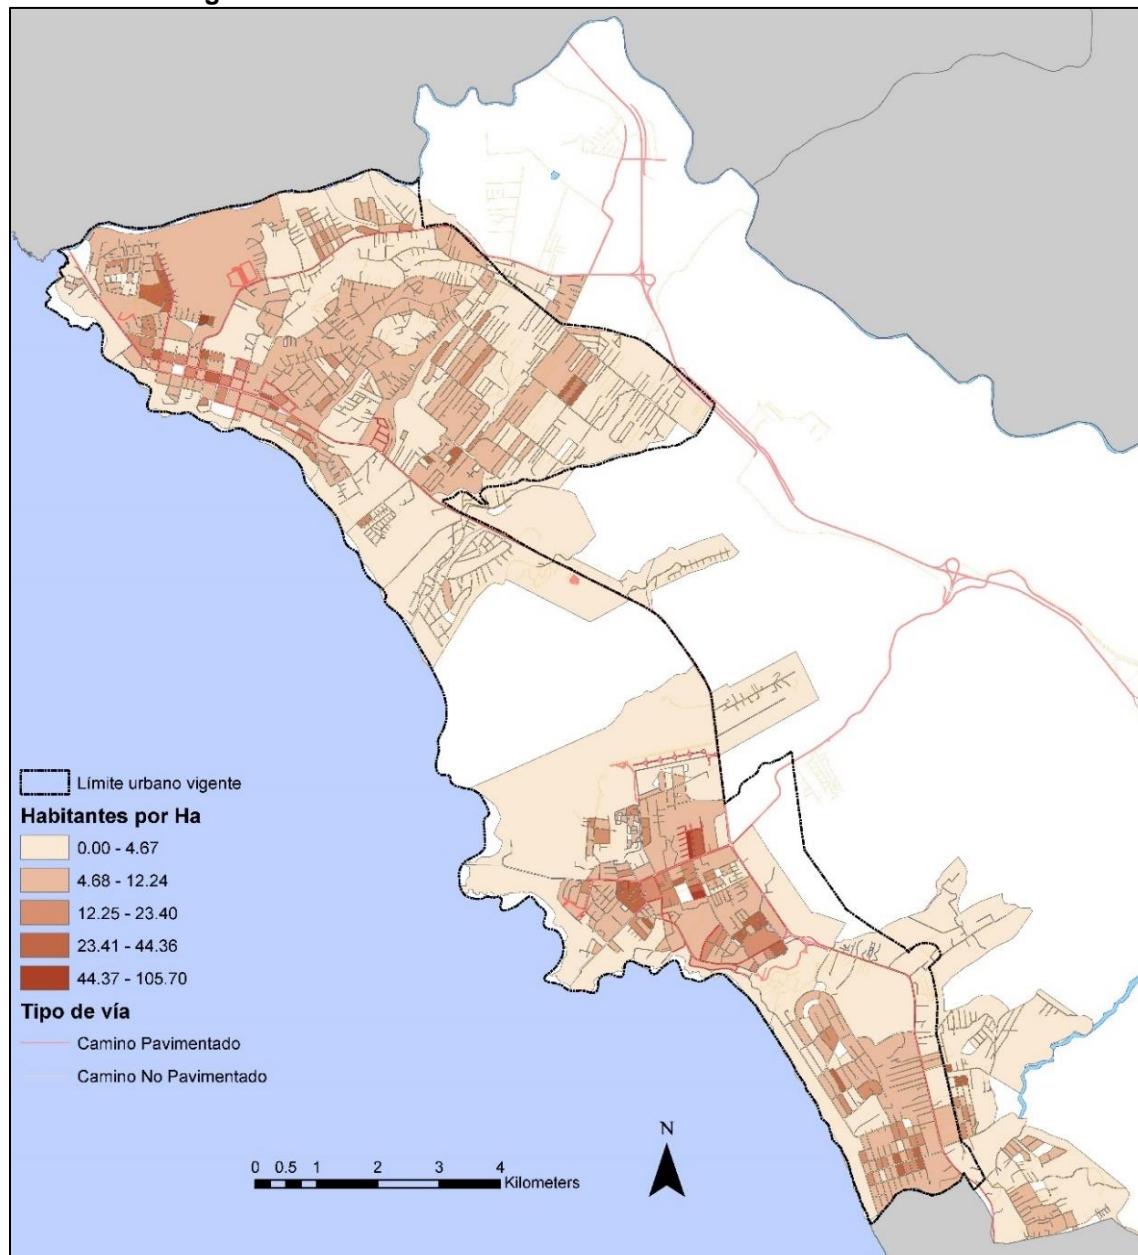 Límite urbano vigente
Habitantes por Ha
0.00 - 4.67
4.68 - 12.24
12.25 - 23.40
23.41 - 44.36
44.37 - 105.70
Tipo de vía
Camino Pavimentado
Camino No Pavimentado
N
0 0.5 1 2 3 4
Kilometers